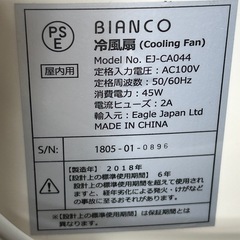 PS
E
屋内用
BIANCO
冷風扇 (Cooling Fan)
Model No. EJ-CA044
定格入力電圧：AC100V
定格周波数：50/60Hz
消費電力：45W
電流ヒューズ：2A
輸入元：Eagle Japan Ltd
MADE IN CHINA
S/N:
1805-01-0896
【製造年】２０１８年
【設計上の標準使用期間】６年
設計上の標準使用期間を超えて使用されます
と、経年劣化による発火・けがなどの
事故に至るおそれがあります。
※【設計上の標準使用期間】は保証期間とは
異なります。